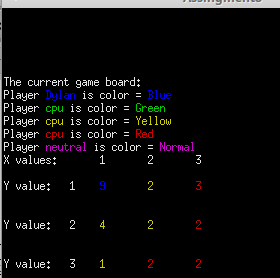 Assingments
The current game board:
Player Dylan is color = Blue
Player cpu is color = Green
Player cpu is color = Yellow
Player cpu is color = Red
Player neutral is color = Normal
X values: 1 2 3
Y value: 1 9 2 3
Y value: 2 4 2 2
Y value: 3 1 2 2